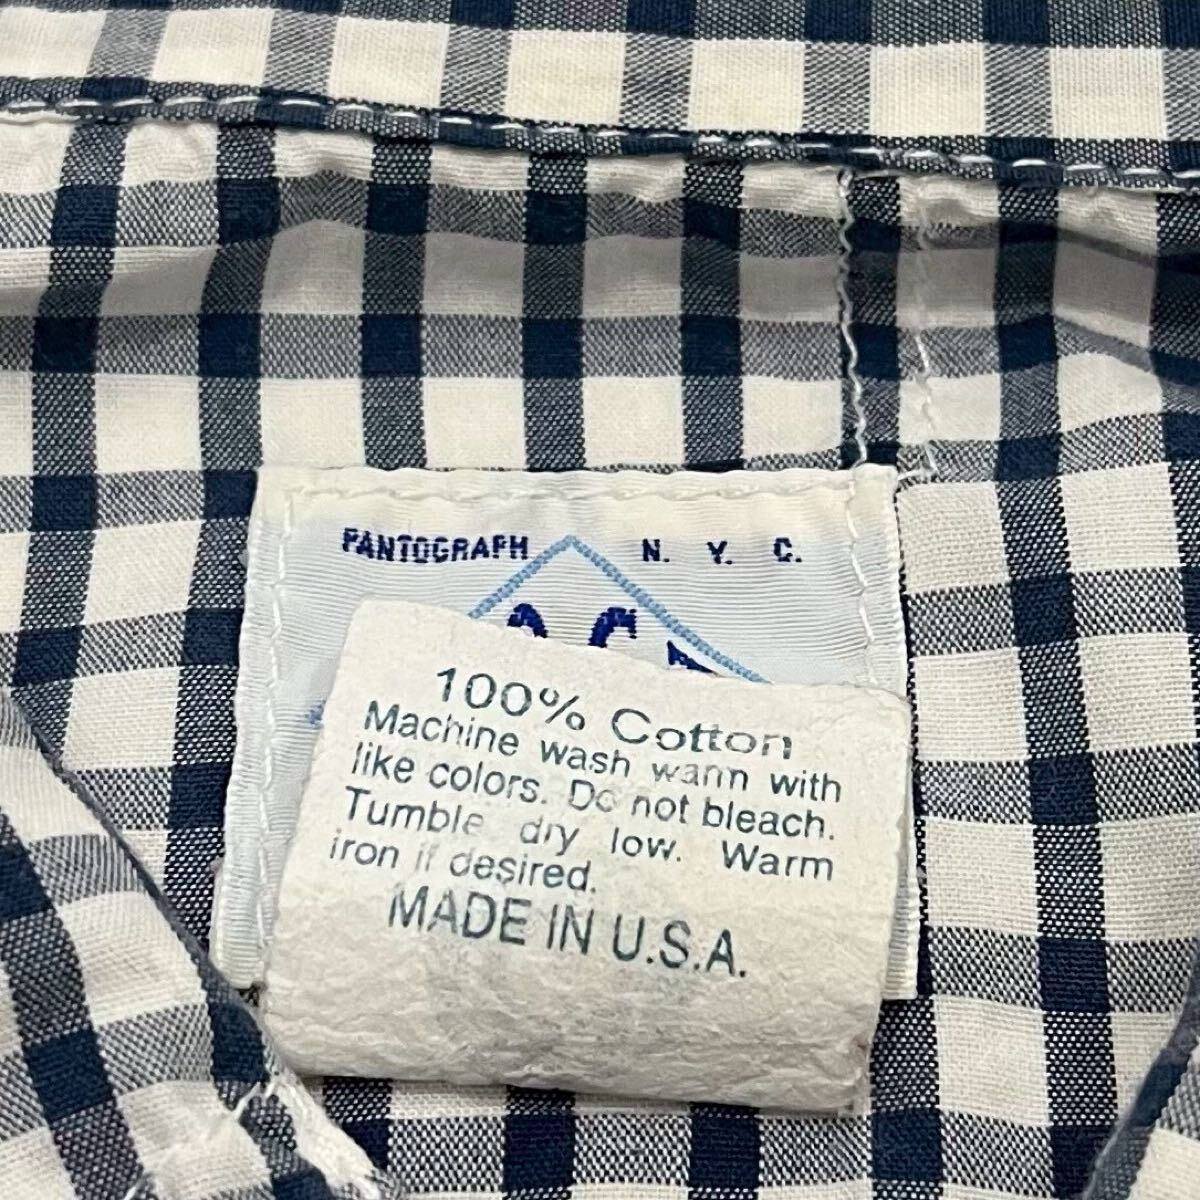 PANTOGRAPH N. Y. C.
100% Cotton
Machine wash warm with
like colors. Do not bleach.
Tumble dry low. Warm
iron if desired.
MADE IN U.S.A.